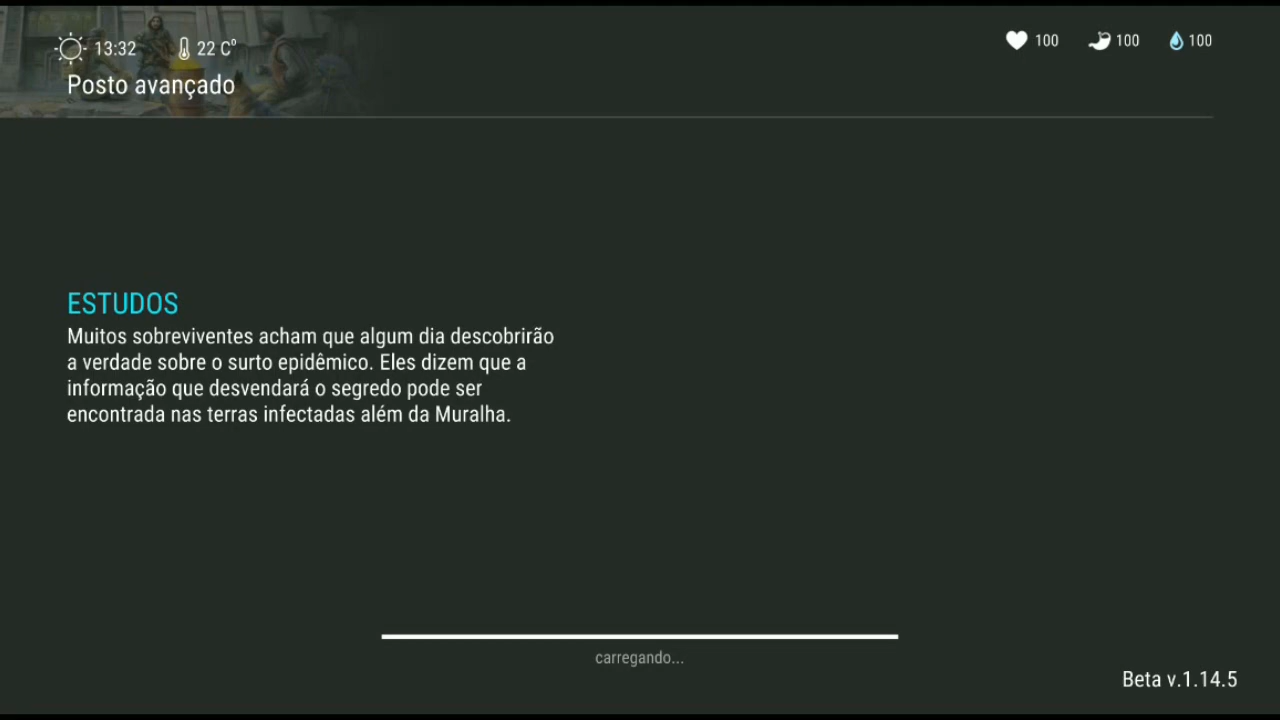 13:32 22 C⁰
100 100 100
Posto avançado
ESTUDOS
Muitos sobreviventes acham que algum dia descobrirão
a verdade sobre o surto epidêmico. Eles dizem que a
informação que desvendará o segredo pode ser
encontrada nas terras infectadas além da Muralha.
carregando...
Beta v.1.14.5